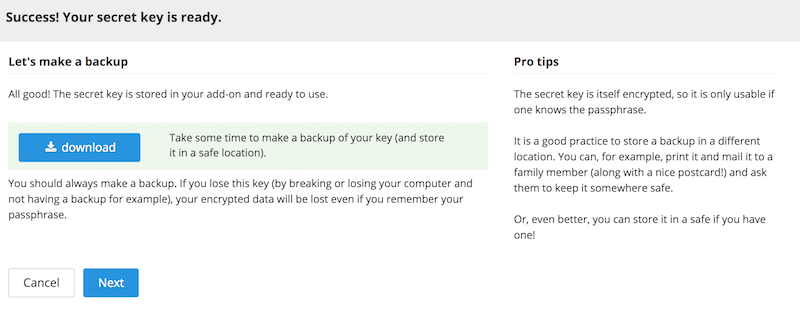 Success! Your secret key is ready.
Let's make a backup
All good! The secret key is stored in your add-on and ready to use.
download
Take some time to make a backup of your key (and store
it in a safe location).
You should always make a backup. If you lose this key (by breaking or losing your computer and
not having a backup for example), your encrypted data will be lost even if you remember your
passphrase.
Cancel
Next
Pro tips
The secret key is itself encrypted, so it is only usable if
one knows the passphrase.
It is a good practice to store a backup in a different
location. You can, for example, print it and mail it to a
family member (along with a nice postcard!) and ask
them to keep it somewhere safe.
Or, even better, you can store it in a safe if you have
one!